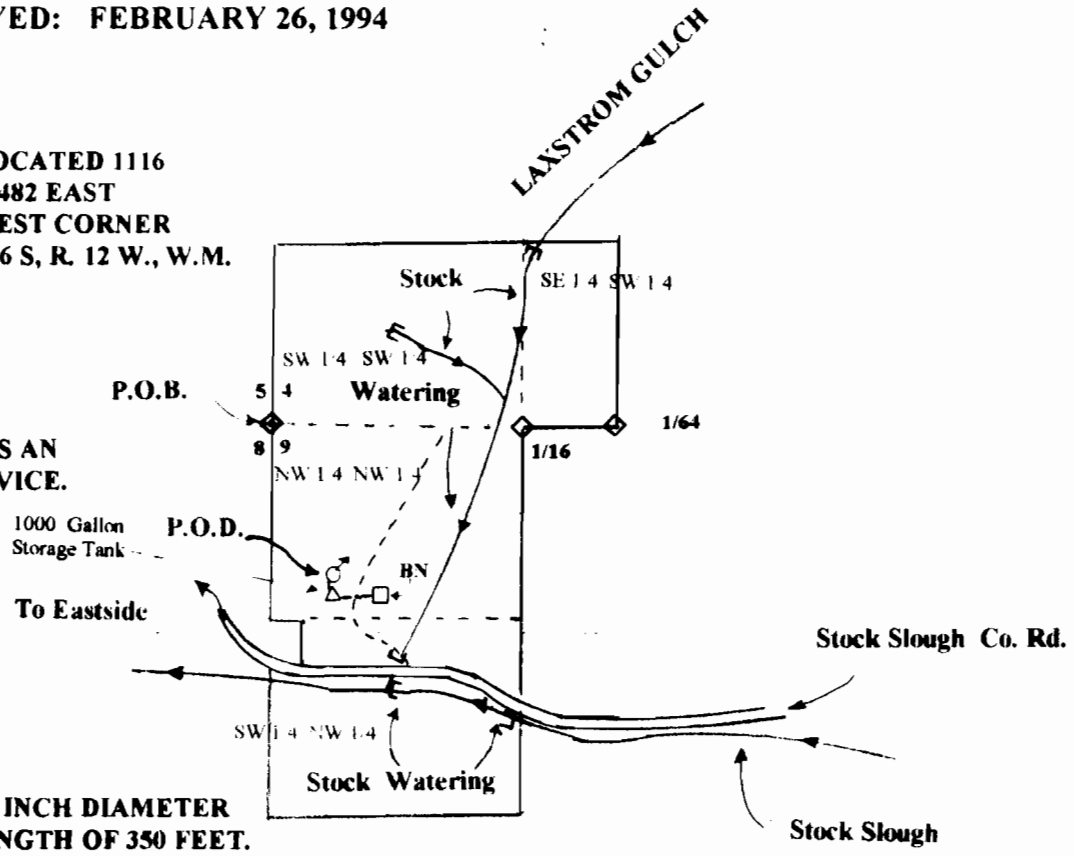 YED: FEBRUARY 26, 1994
LAXSTROM GULCH
OCATED 1116
482 EAST
EST CORNER
6 S, R. 12 W., W.M.
Stock
SE 1 4 SW 1 4
SW 1 4 SW 1 4
P.O.B.
5 4
Watering
8 9
1/16
1/64
S AN
VICE.
NW 1 4 NW 1 4
1000 Gallon
Storage Tank
P.O.D.
BN
To Eastside
Stock Slough Co. Rd.
SW 1 4 NW 1 4
Stock Watering
INCH DIAMETER
NGTH OF 350 FEET.
Stock Slough